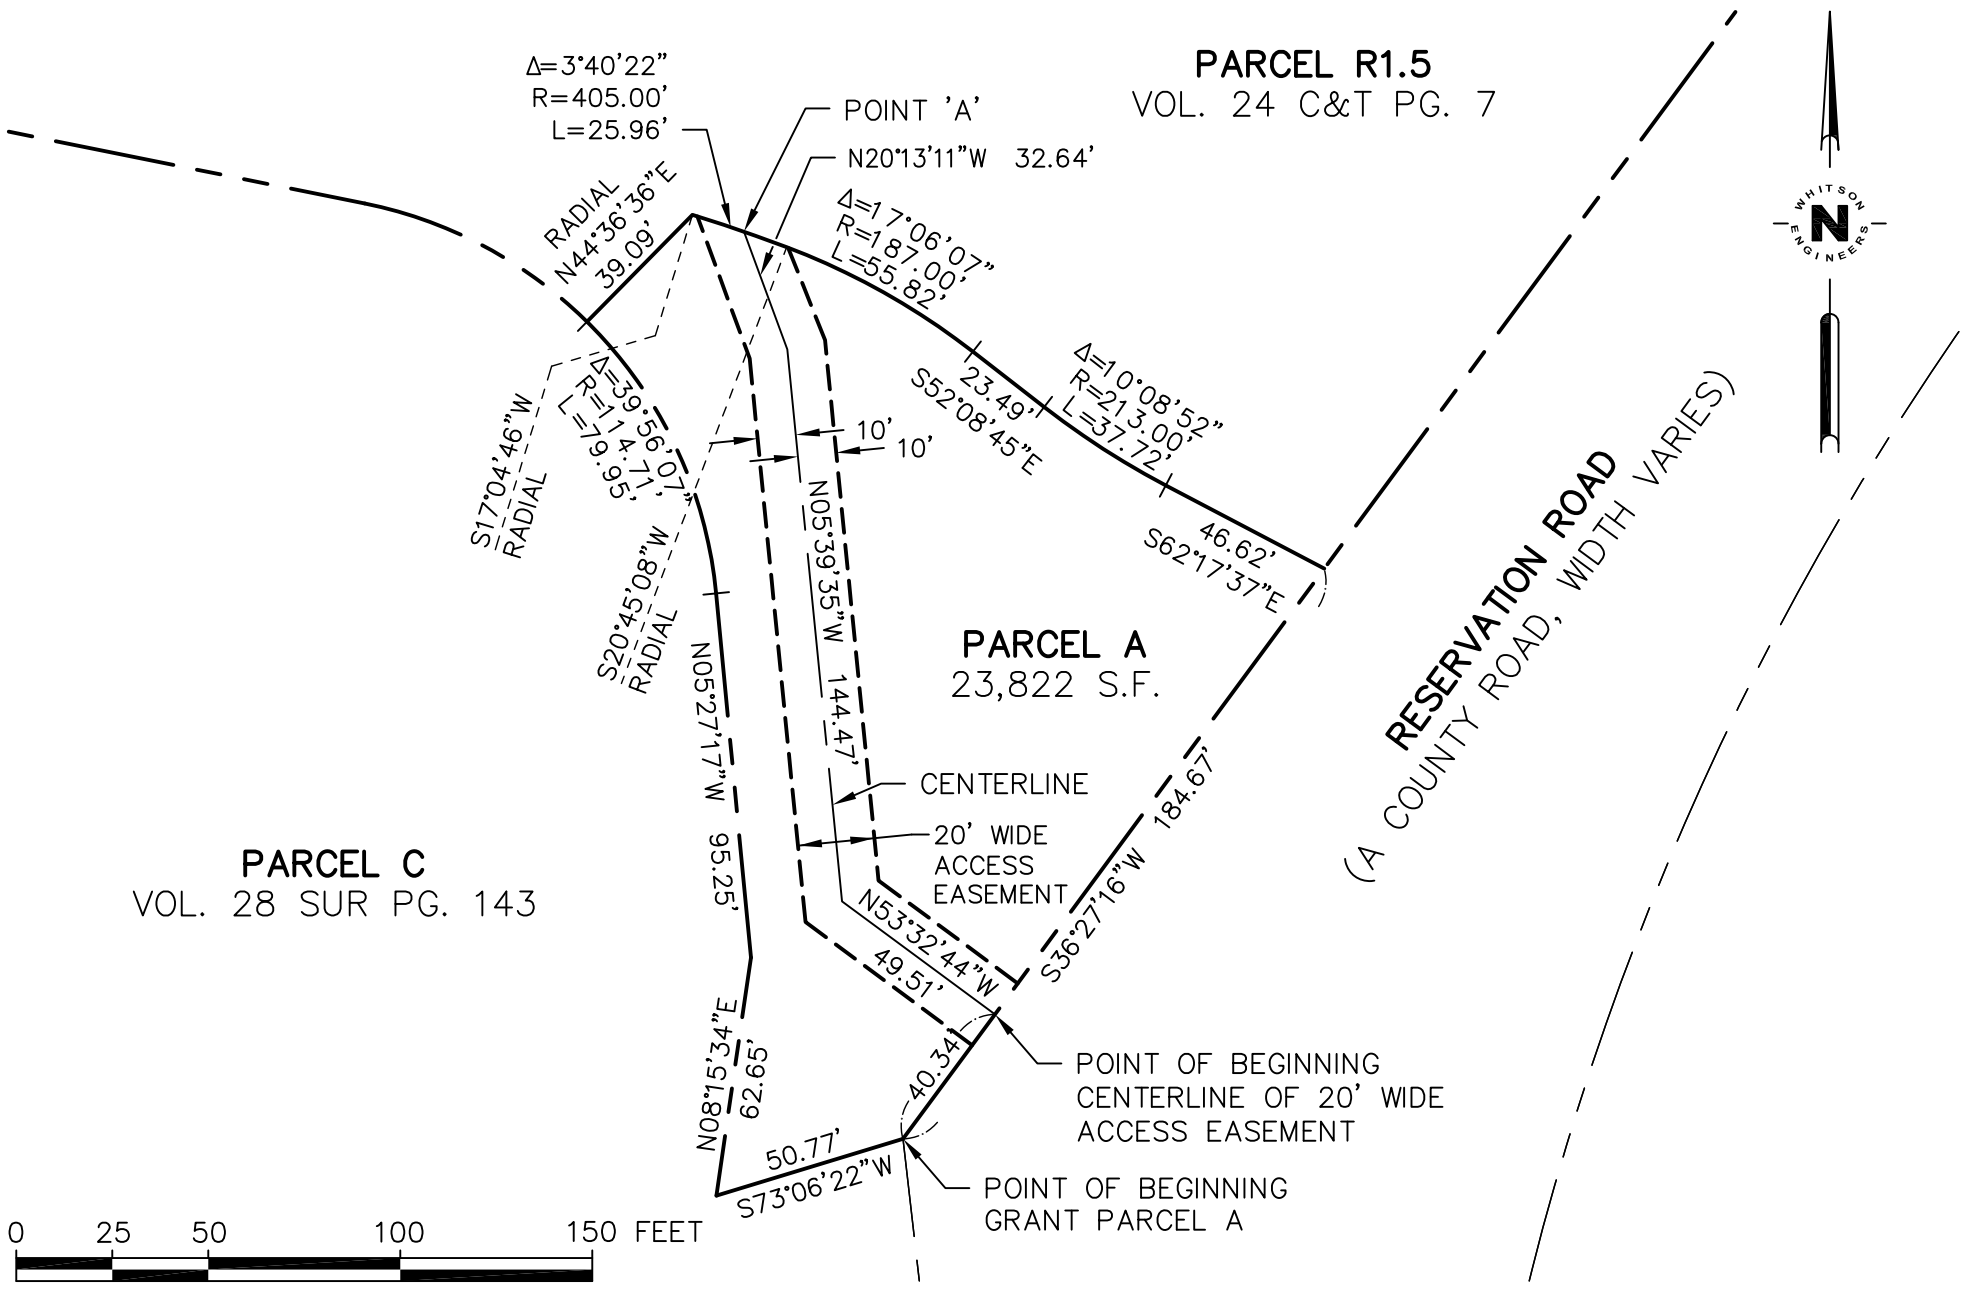 Δ=3°40'22"
R=405.00'
L=25.96'
POINT 'A'
N20°13'11"W 32.64'
PARCEL R1.5
VOL. 24 C&T PG. 7
RADIAL
N44°36'36"E
39.09'
Δ=17°06'07"
R=187.00'
L=55.82'
WHITSON
N
ENGINEERS
23.49'
S52°08'45"E
Δ=10°08'52"
R=213.00'
L=37.72'
46.62'
S62°17'37"E
Δ=39°56'07"
R=114.71'
L=79.95'
S17°04'46"W
RADIAL
S20°45'08"W
RADIAL
10'
10'
N05°39'35"W 144.47'
PARCEL A
23,822 S.F.
RESERVATION ROAD
(A COUNTY ROAD, WIDTH VARIES)
N05°27'17"W 95.25'
CENTERLINE
20' WIDE
ACCESS
EASEMENT
S36°27'16"W 184.67'
PARCEL C
VOL. 28 SUR PG. 143
N53°32'44"W
49.51'
N08°15'34"E
62.65'
40.34'
POINT OF BEGINNING
CENTERLINE OF 20' WIDE
ACCESS EASEMENT
50.77'
S73°06'22"W
POINT OF BEGINNING
GRANT PARCEL A
0 25 50 100 150 FEET